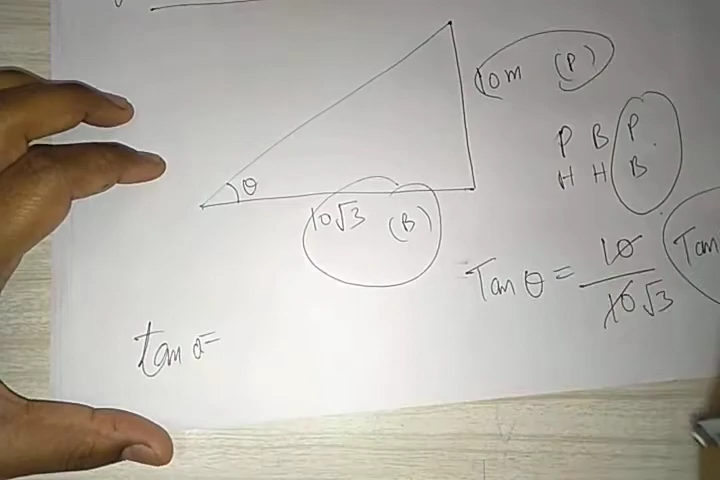 10m (P)
P B P
H H B
θ
10√3 (B)
Tan θ = 10
10√3
Tan
tan θ=